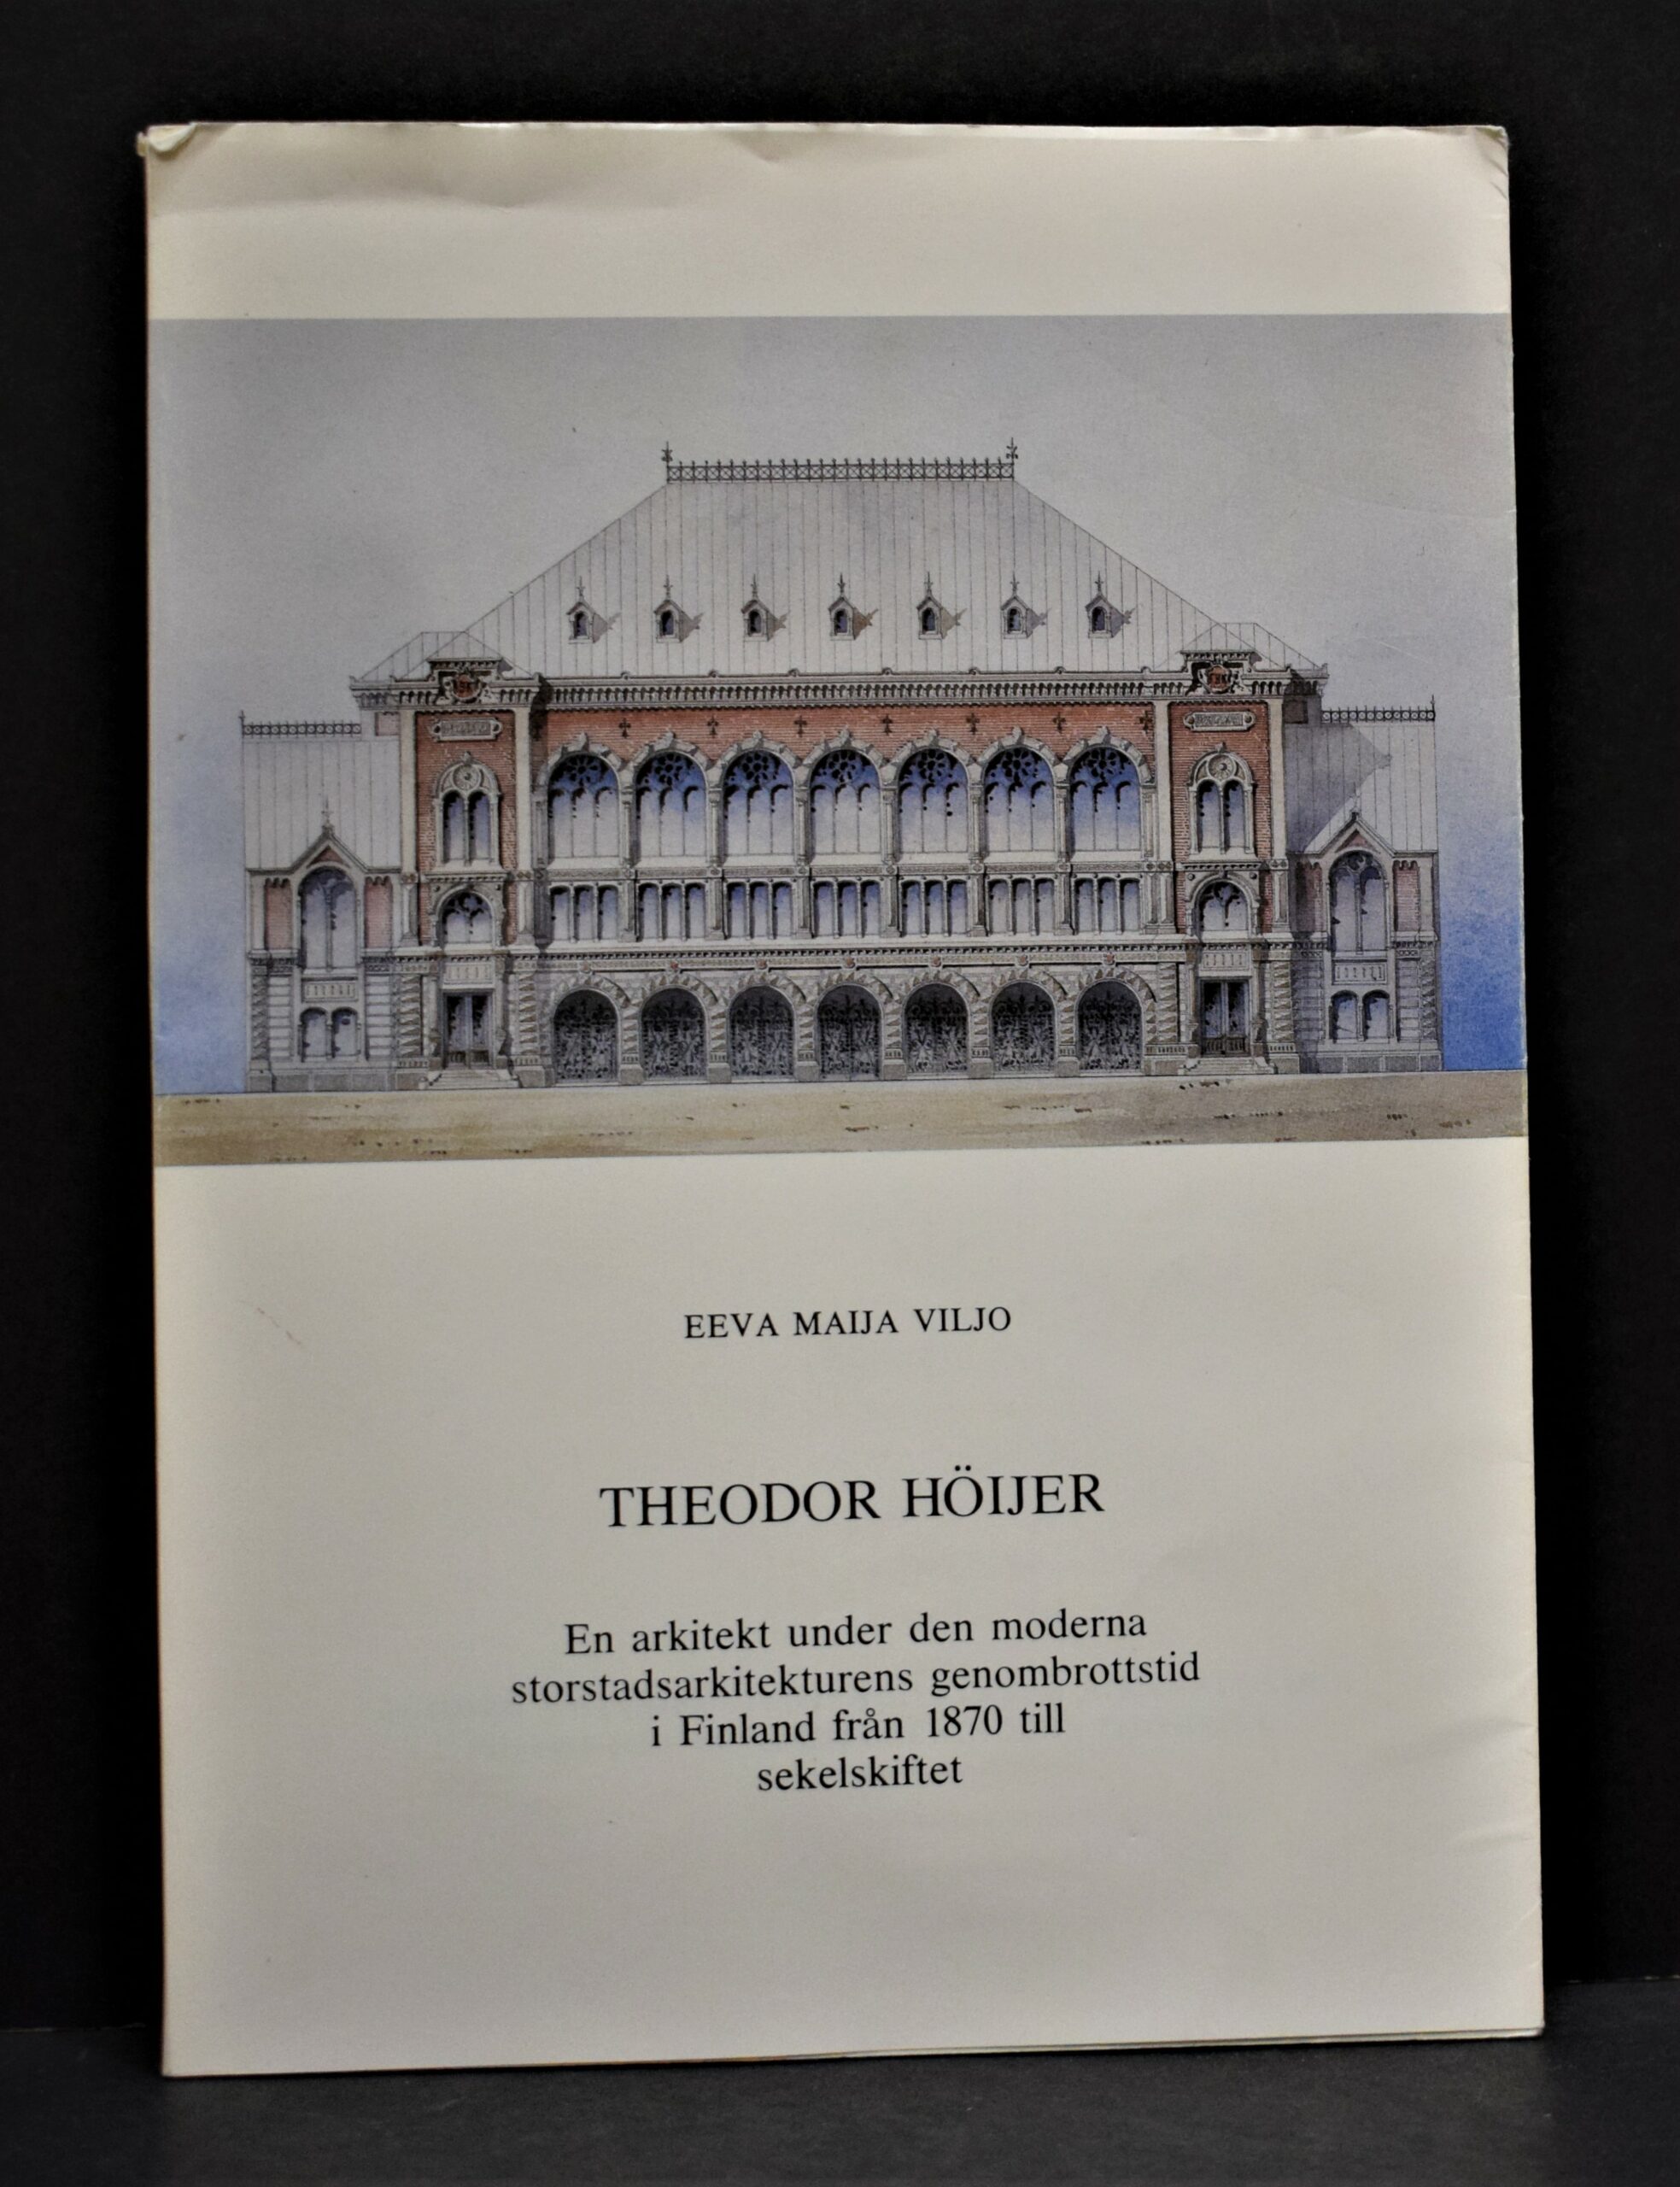 EEVA MAIJA VILJO
THEODOR HÖIJER
En arkitekt under den moderna
storstadsarkitekturens genombrottstid
i Finland från 1870 till
sekelskiftet